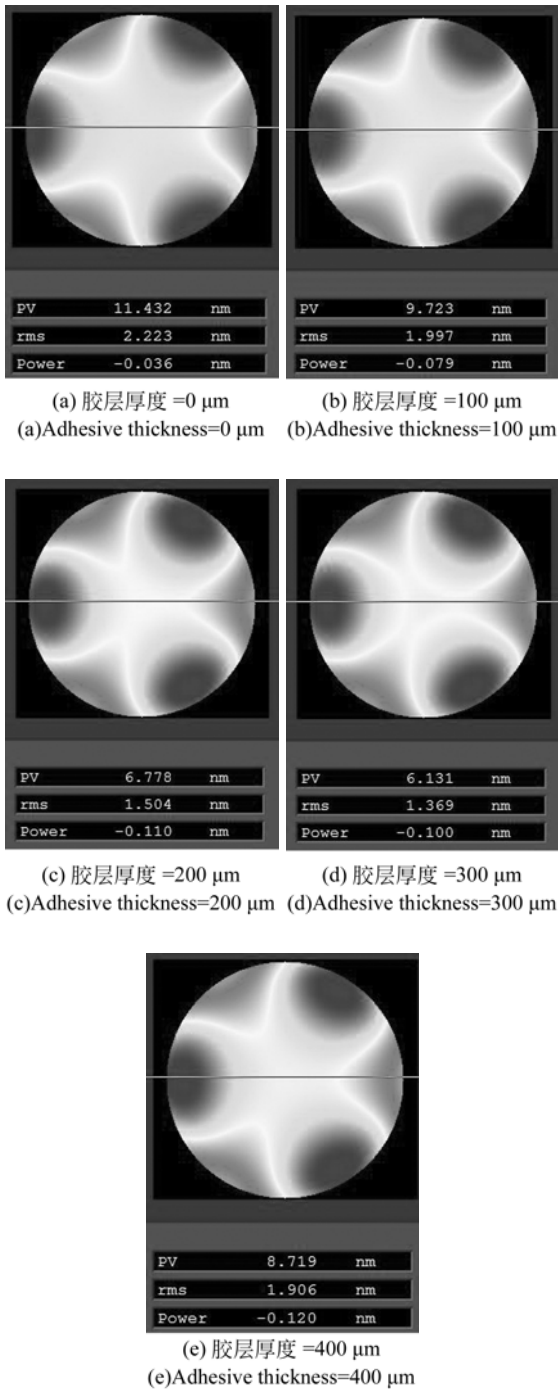 PV 11.432 nm
rms 2.223 nm
Power -0.036 nm
(a) 胶层厚度 =0 μm
(a)Adhesive thickness=0 μm
PV 9.723 nm
rms 1.997 nm
Power -0.079 nm
(b) 胶层厚度 =100 μm
(b)Adhesive thickness=100 μm
PV 6.778 nm
rms 1.504 nm
Power -0.110 nm
(c) 胶层厚度 =200 μm
(c)Adhesive thickness=200 μm
PV 6.131 nm
rms 1.369 nm
Power -0.100 nm
(d) 胶层厚度 =300 μm
(d)Adhesive thickness=300 μm
PV 8.719 nm
rms 1.906 nm
Power -0.120 nm
(e) 胶层厚度 =400 μm
(e)Adhesive thickness=400 μm